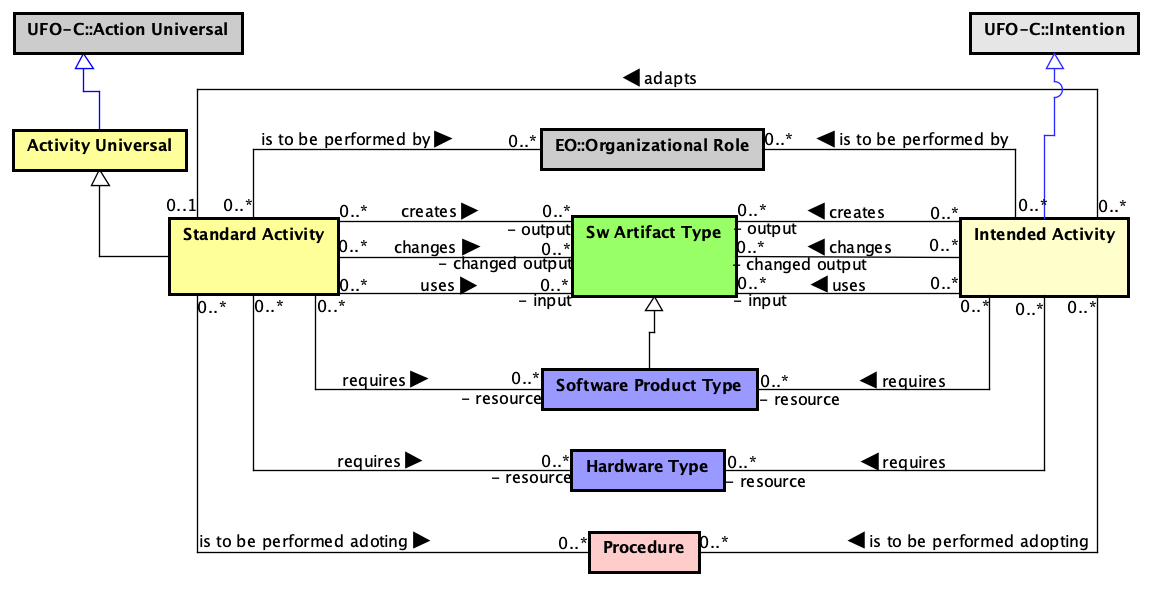 UFO-C::Action Universal
UFO-C::Intention
adapts
Activity Universal
is to be performed by
0..*
EO::Organizational Role
0..*
is to be performed by
0..1
0..*
0..*
0..*
Standard Activity
0..*
creates
0..*
- output
Sw Artifact Type
0..*
- output
creates
0..*
Intended Activity
0..*
changes
0..*
- changed output
0..*
- changed output
changes
0..*
0..*
uses
0..*
- input
0..*
- input
uses
0..*
0..*
0..*
0..*
0..*
0..*
0..*
requires
0..*
- resource
Software Product Type
0..*
- resource
requires
requires
0..*
- resource
Hardware Type
0..*
- resource
requires
is to be performed adoting
0..*
Procedure
0..*
is to be performed adopting